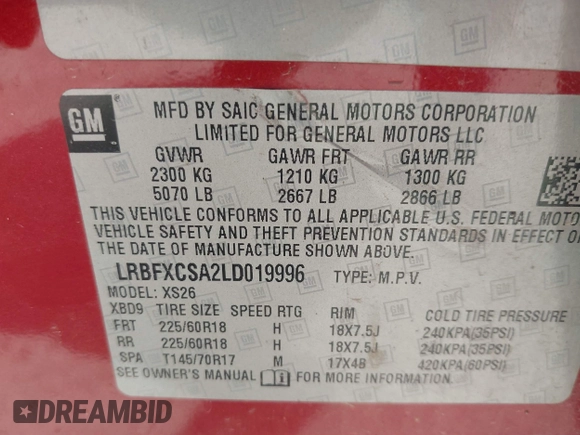 GM
MFD BY SAIC GENERAL MOTORS CORPORATION
LIMITED FOR GENERAL MOTORS LLC
GVWR GAWR FRT GAWR RR
2300 KG 1210 KG 1300 KG
5070 LB 2667 LB 2866 LB
THIS VEHICLE CONFORMS TO ALL APPLICABLE U.S. FEDERAL MOTO
VEHICLE SAFETY AND THEFT PREVENTION STANDARDS IN EFFECT O
THE DATE OF MANUFACTURE SHOWN ABOVE.
LRBFXCSA2LD019996 TYPE: M.P.V.
MODEL: XS26
XBD9 TIRE SIZE SPEED RTG RIM COLD TIRE PRESSURE
FRT 225/60R18 H 18X7.5J 240KPA(35PSI)
RR 225/60R18 H 18X7.5J 240KPA(35PSI)
SPA T145/70R17 M 17X4B 420KPA(60PSI)
SEE OWNER'S MANUAL FOR MORE INFORMATION.
DREAMBID